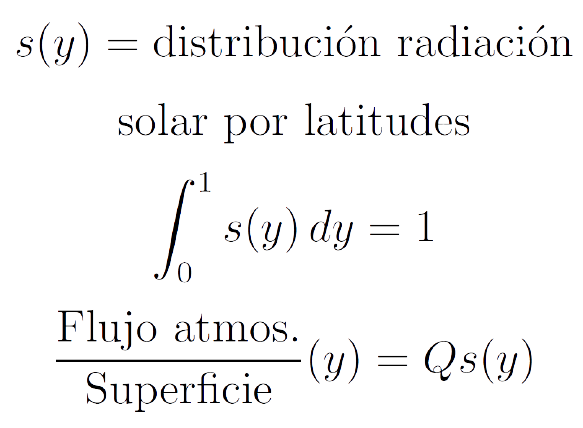 s(y) = distribución radiación
solar por latitudes
∫₀¹ s(y) dy = 1
Flujo atmos.
Superficie (y) = Qs(y)